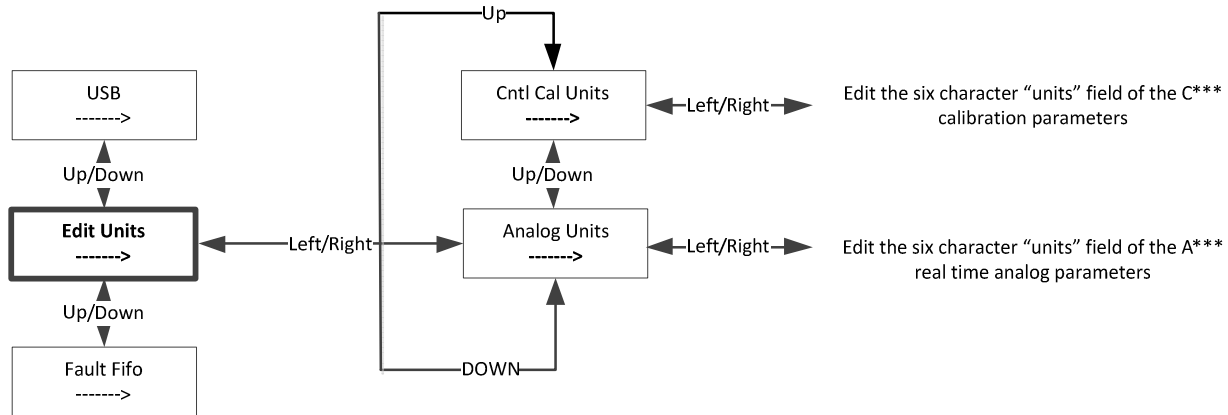 Up
USB
------->
Cntl Cal Units
------->
Left/Right
Edit the six character “units” field of the C***
calibration parameters
Up/Down
Up/Down
Edit Units
------->
Left/Right
Analog Units
------->
Left/Right
Edit the six character “units” field of the A***
real time analog parameters
Up/Down
Fault Fifo
------->
DOWN